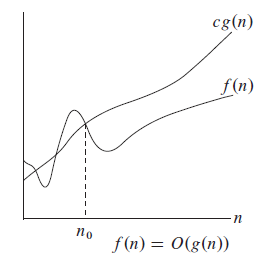 cg(n)
f(n)
n
n₀
f(n) = O(g(n))